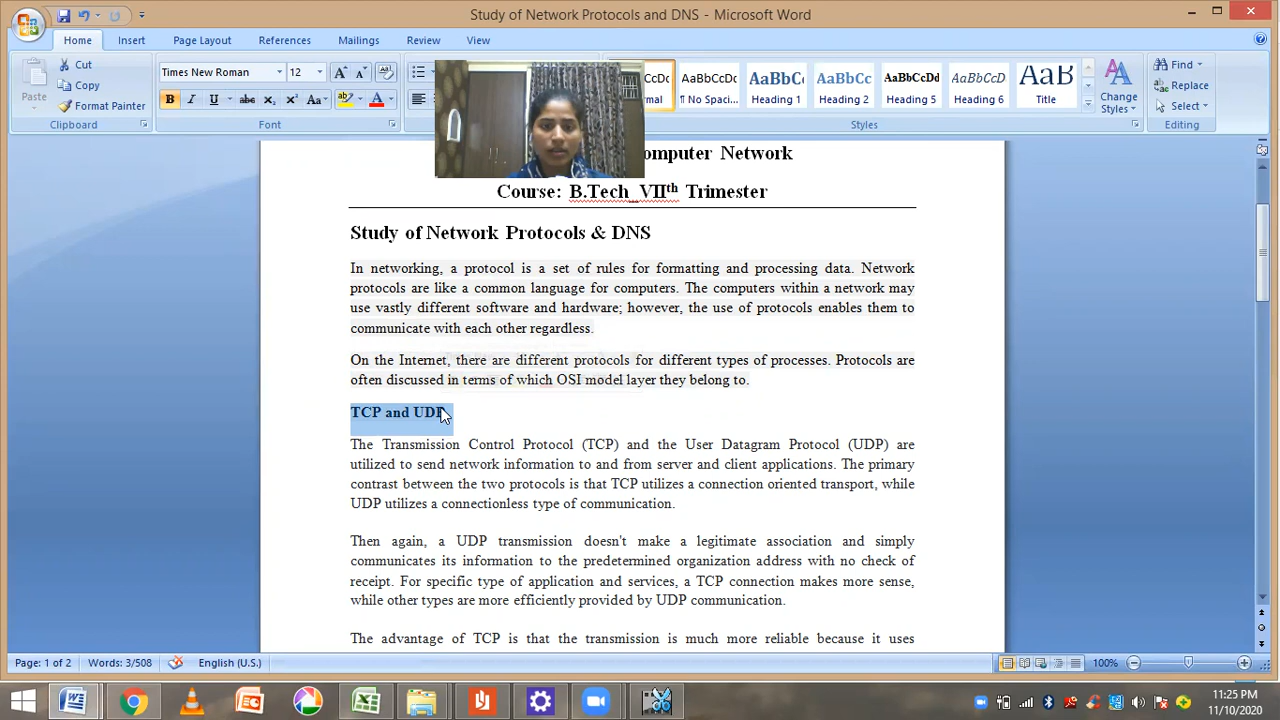 Study of Network Protocols and DNS - Microsoft Word
Home Insert Page Layout References Mailings Review View
Paste
Cut
Copy
Format Painter
Clipboard
Times New Roman 12
B I U abc x₂ x² Aa
Font
AaBbCcDc AaBbCc AaBbCc AaBbCcDd AaBbCcD AaB
¶ No Spaci... Heading 1 Heading 2 Heading 5 Heading 6 Title
Change Styles
Styles
Find
Replace
Select
Editing
omputer Network
Course: B.Tech_VIIth Trimester
Study of Network Protocols & DNS
In networking, a protocol is a set of rules for formatting and processing data. Network
protocols are like a common language for computers. The computers within a network may
use vastly different software and hardware; however, the use of protocols enables them to
communicate with each other regardless.
On the Internet, there are different protocols for different types of processes. Protocols are
often discussed in terms of which OSI model layer they belong to.
TCP and UDP
The Transmission Control Protocol (TCP) and the User Datagram Protocol (UDP) are
utilized to send network information to and from server and client applications. The primary
contrast between the two protocols is that TCP utilizes a connection oriented transport, while
UDP utilizes a connectionless type of communication.
Then again, a UDP transmission doesn't make a legitimate association and simply
communicates its information to the predetermined organization address with no check of
receipt. For specific type of application and services, a TCP connection makes more sense,
while other types are more efficiently provided by UDP communication.
The advantage of TCP is that the transmission is much more reliable because it uses
Page: 1 of 2 Words: 3/508 English (U.S.) 100%
11:25 PM
11/10/2020